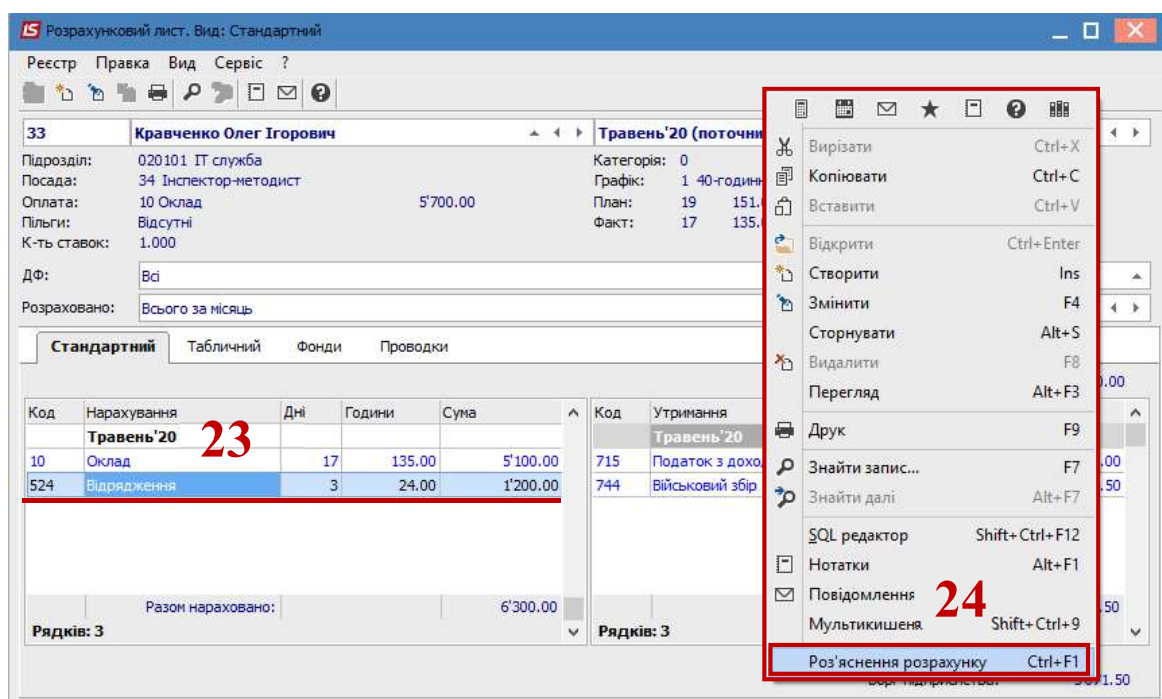 Розрахунковий лист. Вид: Стандартний
Реєстр Правка Вид Сервіс ?
33 Кравченко Олег Ігорович Травень'20 (поточни
Підрозділ: 020101 ІТ служба Категорія: 0
Посада: 34 Інспектор-методист Графік: 1 40-годинн
Оплата: 10 Оклад 5'700.00 План: 19 151.
Пільги: Відсутні Факт: 17 135.
К-ть ставок: 1.000
ДФ: Всі
Розраховано: Всього за місяць
Стандартний Табличний Фонди Проводки
.00
Код Нарахування Дні Години Сума Код Утримання
Травень'20 Травень'20
23
10 Оклад 17 135.00 5'100.00 715 Податок з дохо .00
524 Відрядження 3 24.00 1'200.00 744 Військовий збір .50
Разом нараховано: 6'300.00 .50
Рядків: 3 Рядків: 3
Вирізати Ctrl+X
Копіювати Ctrl+C
Вставити Ctrl+V
Відкрити Ctrl+Enter
Створити Ins
Змінити F4
Сторнувати Alt+S
Видалити F8
Перегляд Alt+F3
Друк F9
Знайти запис... F7
Знайти далі Alt+F7
SQL редактор Shift+Ctrl+F12
Нотатки Alt+F1
Повідомлення
24
Мультикишеня Shift+Ctrl+9
Роз'яснення розрахунку Ctrl+F1
71.50